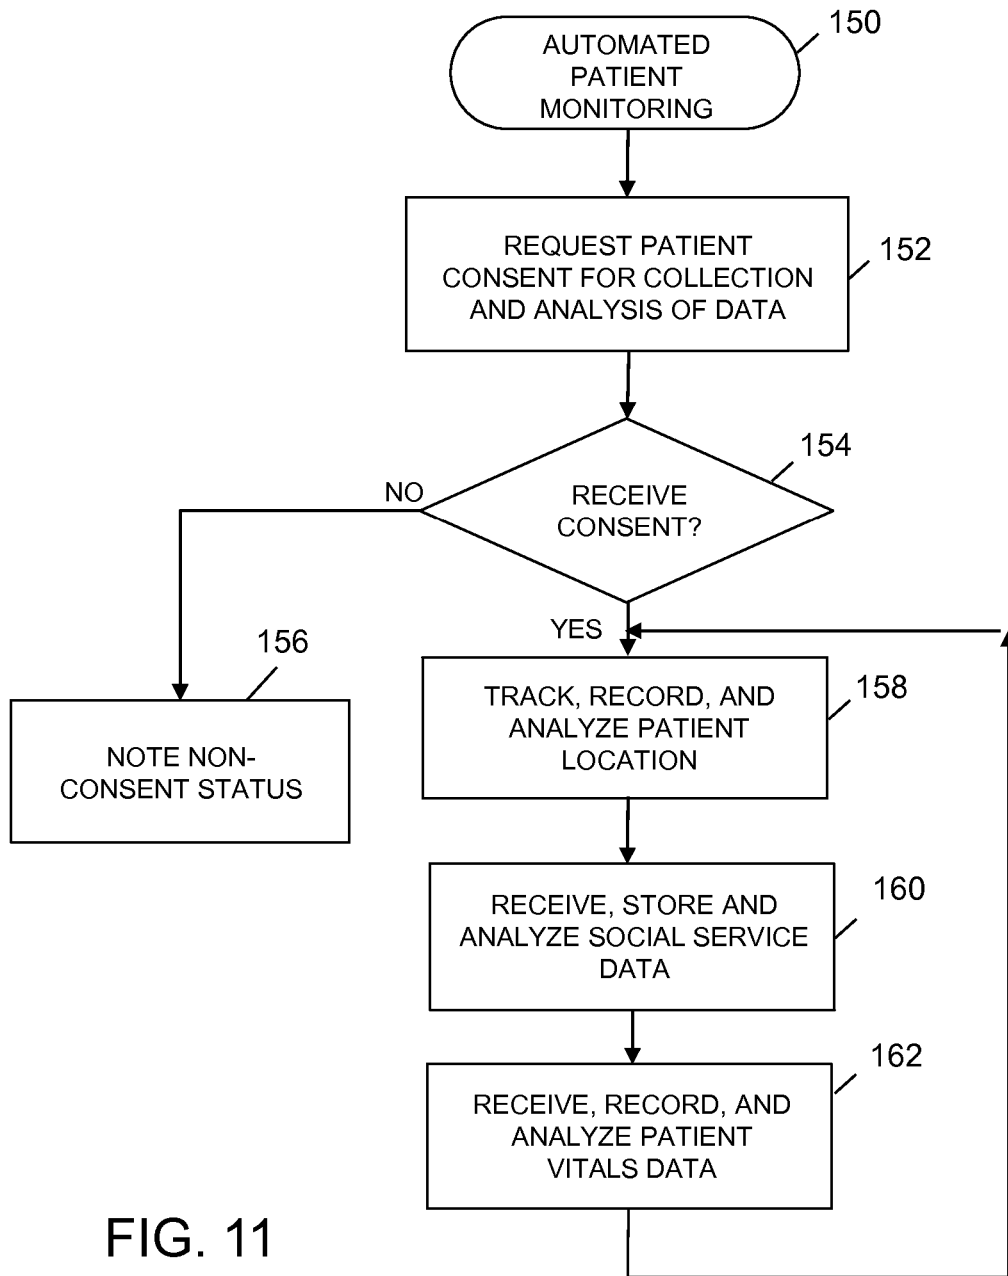 150
AUTOMATED
PATIENT
MONITORING
152
REQUEST PATIENT
CONSENT FOR COLLECTION
AND ANALYSIS OF DATA
154
NO
RECEIVE
CONSENT?
YES
156
NOTE NON-
CONSENT STATUS
158
TRACK, RECORD, AND
ANALYZE PATIENT
LOCATION
160
RECEIVE, STORE AND
ANALYZE SOCIAL SERVICE
DATA
162
RECEIVE, RECORD, AND
ANALYZE PATIENT
VITALS DATA
FIG. 11